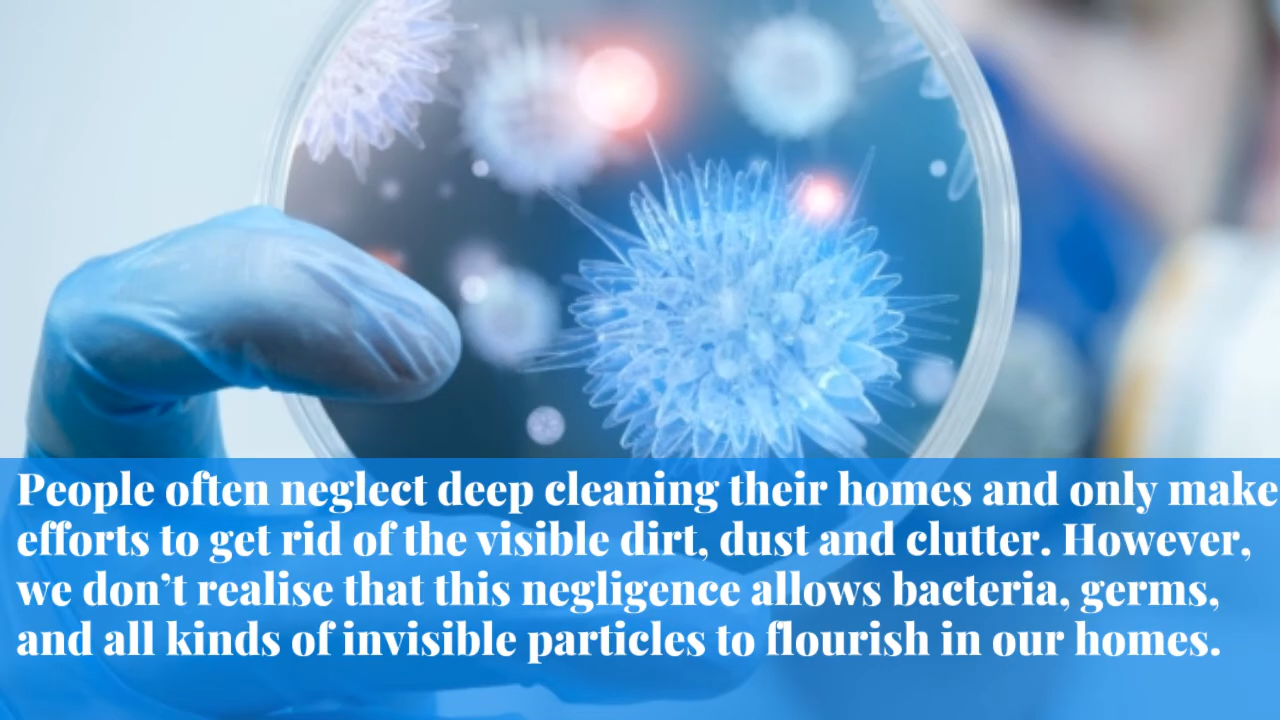 People often neglect deep cleaning their homes and only make
efforts to get rid of the visible dirt, dust and clutter. However,
we don’t realise that this negligence allows bacteria, germs,
and all kinds of invisible particles to flourish in our homes.